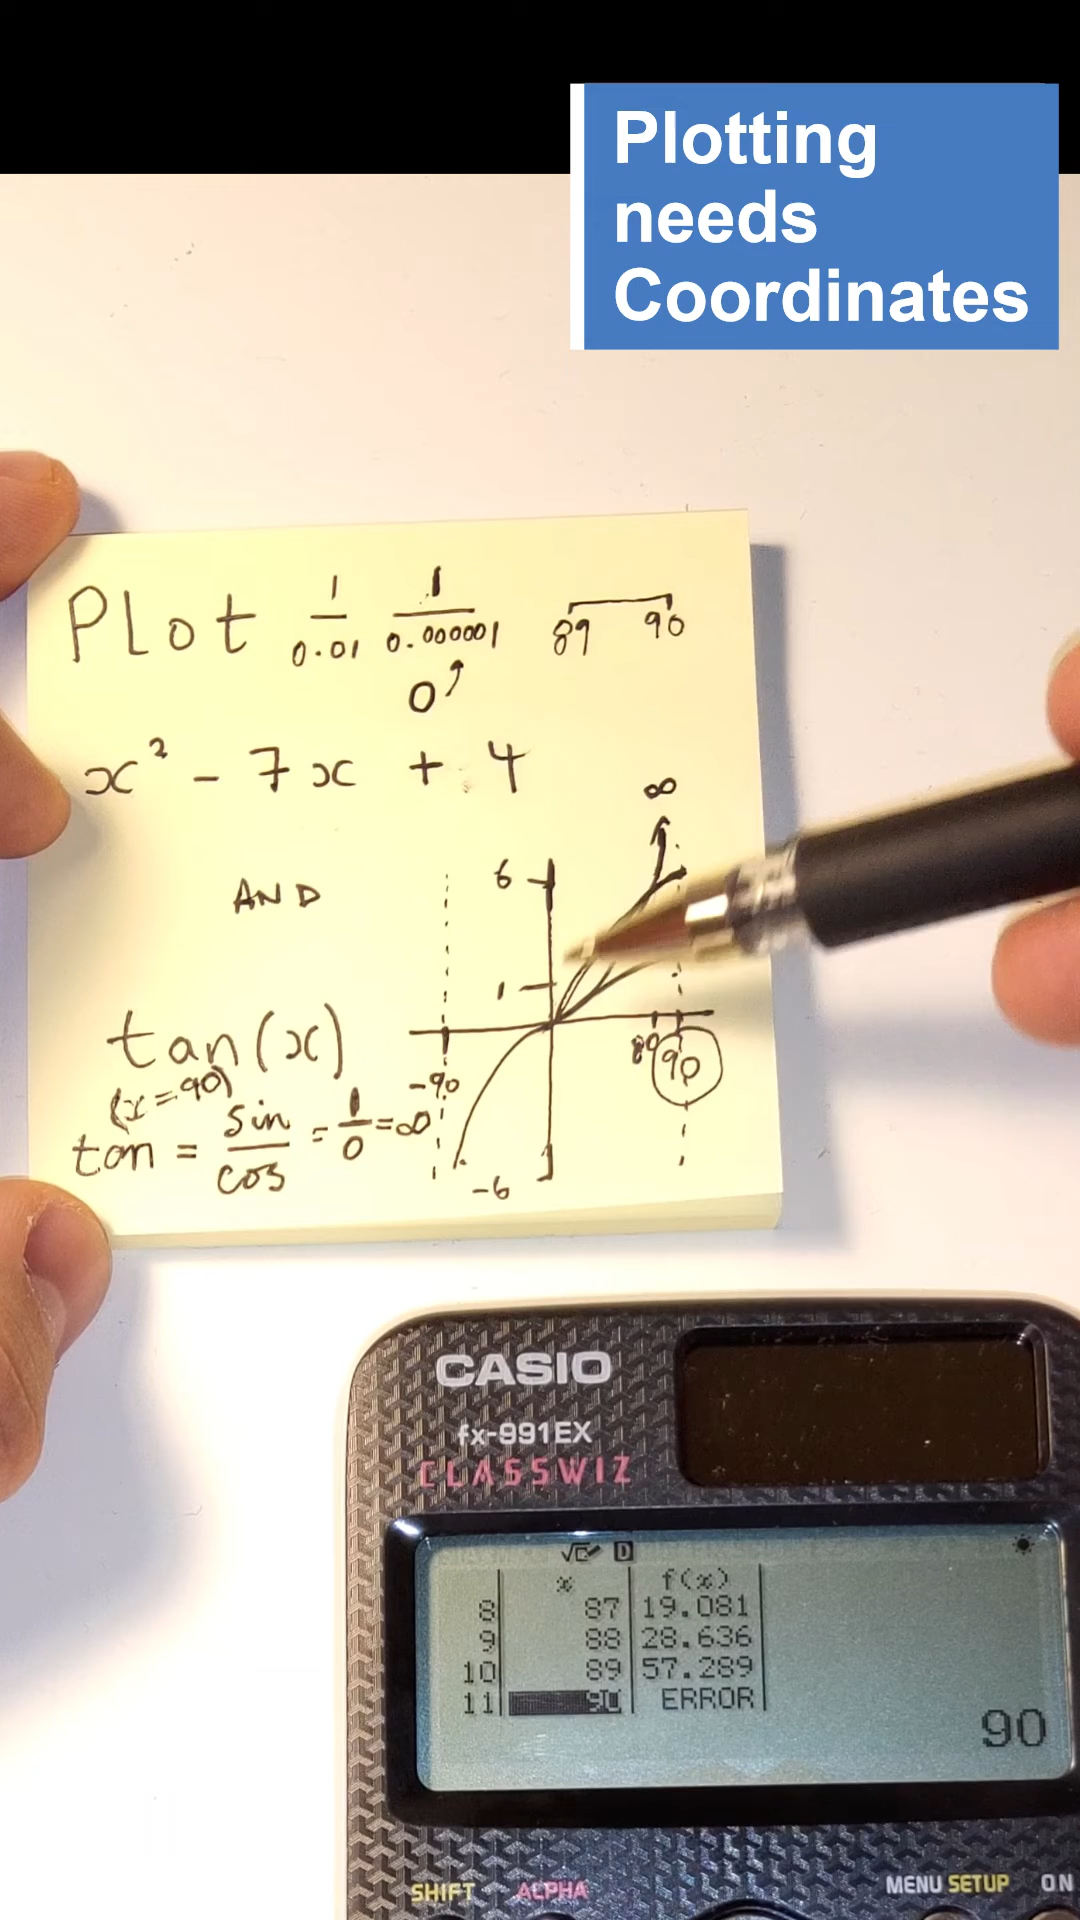 Plotting
needs
Coordinates
PLot 1/0.01 1/0.000001 89 90
0
x² - 7x + 4
∞
6
AND
1
tan(x)
-90 89 90
(x=90)
tan = sin/cos = 1/0 = ∞
-6
CASIO
fx-991EX
CLASSWIZ
√□ D
x f(x)
8 87 19.081
9 88 28.636
10 89 57.289
11 90 ERROR
90
SHIFT ALPHA MENU SETUP ON